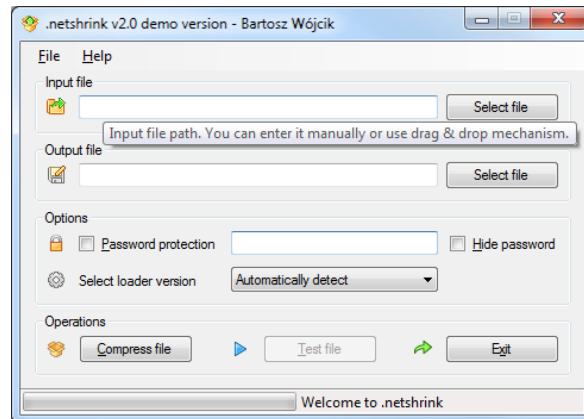 .netshrink v2.0 demo version - Bartosz Wójcik
File Help
Input file
Select file
Input file path. You can enter it manually or use drag & drop mechanism.
Output file
Select file
Options
Password protection Hide password
Select loader version Automatically detect
Operations
Compress file Test file Exit
Welcome to .netshrink